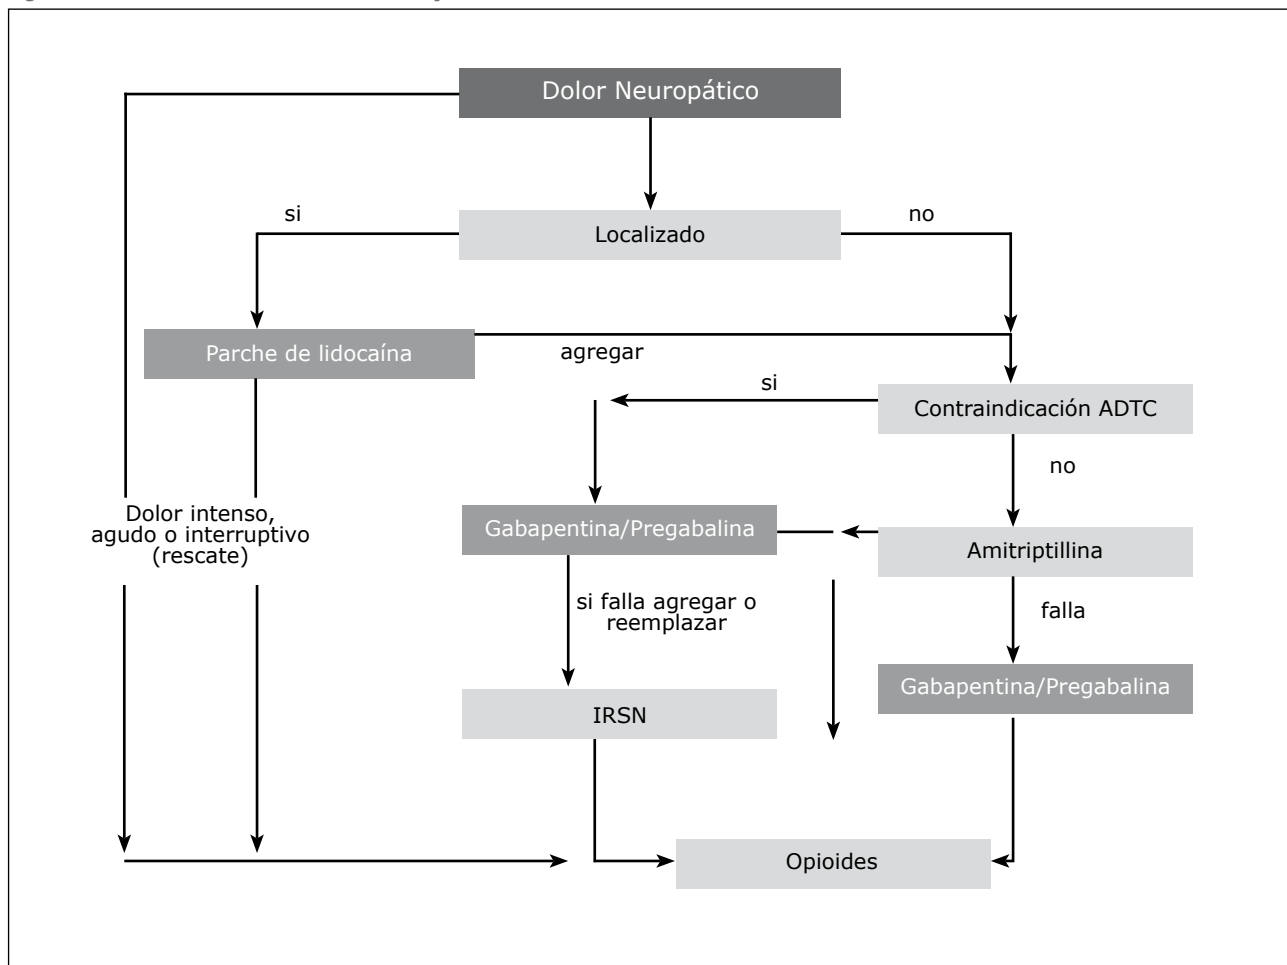 Dolor Neuropático
si
Localizado
no
Parche de lidocaína
agregar
si
Contraindicación ADTC
no
Dolor intenso,
agudo o interruptivo
(rescate)
Gabapentina/Pregabalina
Amitriptillina
si falla agregar o
reemplazar
falla
Gabapentina/Pregabalina
IRSN
Opioides